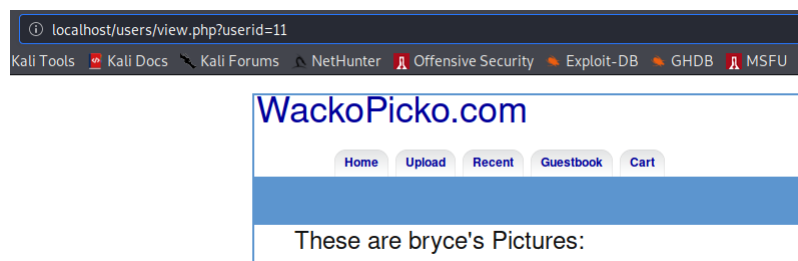 localhost/users/view.php?userid=11
Kali Tools Kali Docs Kali Forums NetHunter Offensive Security Exploit-DB GHDB MSFU
WackoPicko.com
Home Upload Recent Guestbook Cart
These are bryce's Pictures: